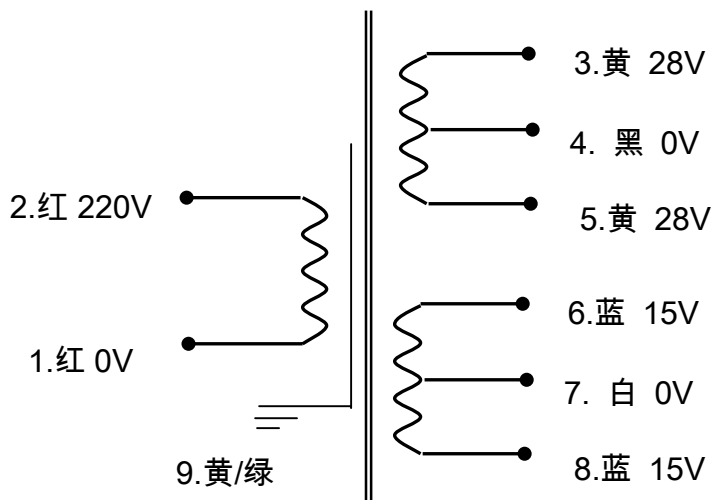 3.黄 28V
4. 黑 0V
2.红 220V
5.黄 28V
6.蓝 15V
1.红 0V
7. 白 0V
9.黄/绿
8.蓝 15V